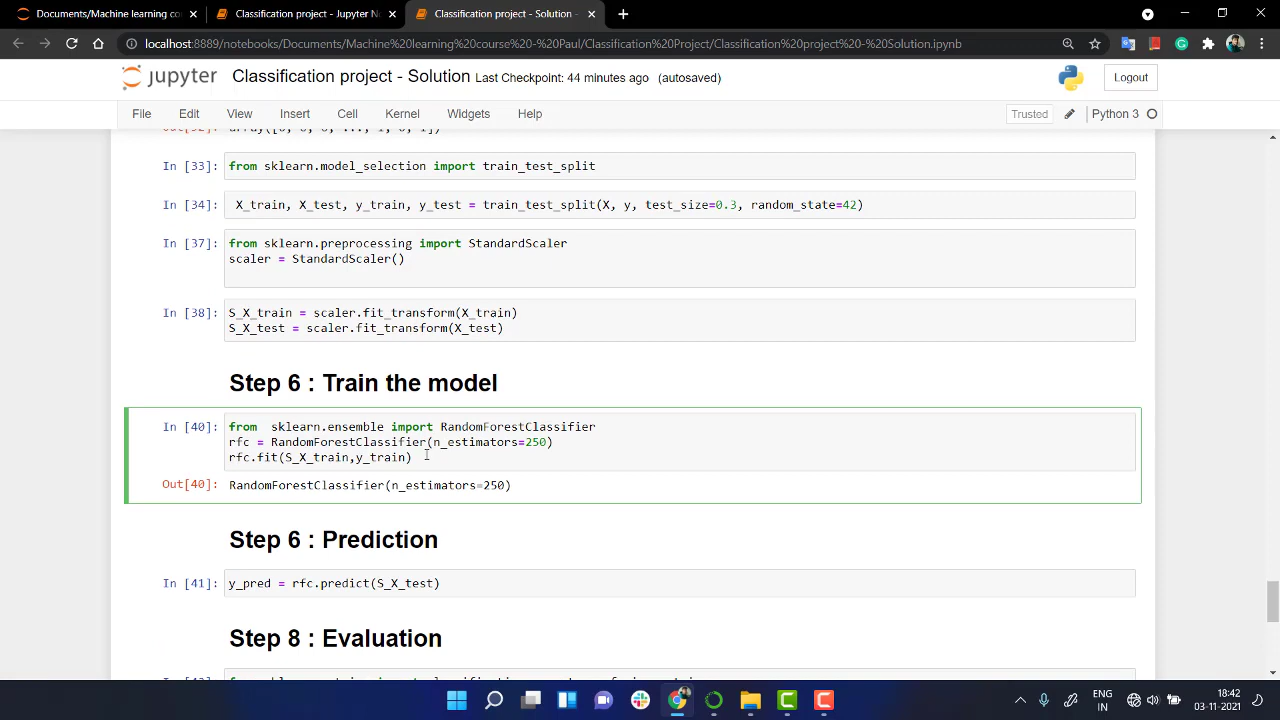 Documents/Machine learning co
Classification project - Jupyter N
Classification project - Solution -
localhost:8889/notebooks/Documents/Machine%20learning%20course%20-%20Paul/Classification%20Project/Classification%20project%20-%20Solution.ipynb
jupyter Classification project - Solution Last Checkpoint: 44 minutes ago (autosaved) Logout
File Edit View Insert Cell Kernel Widgets Help Trusted Python 3
In [33]: from sklearn.model_selection import train_test_split
In [34]: X_train, X_test, y_train, y_test = train_test_split(X, y, test_size=0.3, random_state=42)
In [37]: from sklearn.preprocessing import StandardScaler
scaler = StandardScaler()
In [38]: S_X_train = scaler.fit_transform(X_train)
S_X_test = scaler.fit_transform(X_test)
Step 6 : Train the model
In [40]: from sklearn.ensemble import RandomForestClassifier
rfc = RandomForestClassifier(n_estimators=250)
rfc.fit(S_X_train,y_train)
Out[40]: RandomForestClassifier(n_estimators=250)
Step 6 : Prediction
In [41]: y_pred = rfc.predict(S_X_test)
Step 8 : Evaluation
ENG
IN
18:42
03-11-2021